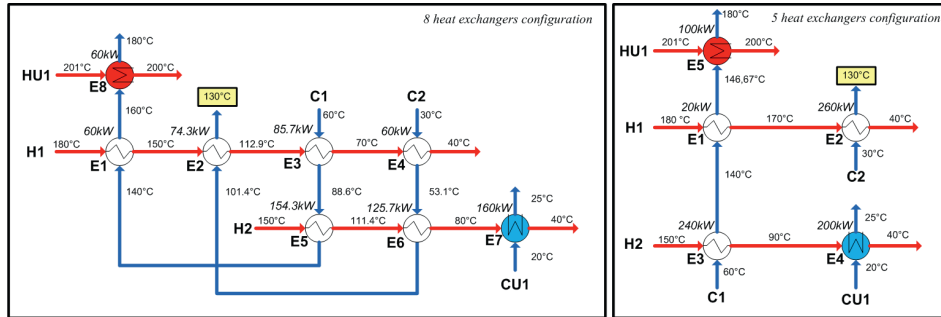 8 heat exchangers configuration
60kW
180°C
HU1
201°C
200°C
E8
160°C
130°C
C1
60°C
C2
30°C
60kW
74.3kW
85.7kW
60kW
H1
180°C
150°C
112.9°C
70°C
40°C
E1
E2
E3
E4
140°C
101.4°C
88.6°C
53.1°C
154.3kW
125.7kW
160kW
25°C
H2
150°C
111.4°C
80°C
40°C
E5
E6
E7
20°C
CU1
5 heat exchangers configuration
100kW
180°C
HU1
201°C
200°C
E5
146,67°C
130°C
20kW
260kW
H1
180 °C
170°C
40°C
E1
E2
30°C
C2
140°C
240kW
200kW
25°C
H2
150°C
90°C
40°C
E3
E4
60°C
20°C
C1
CU1